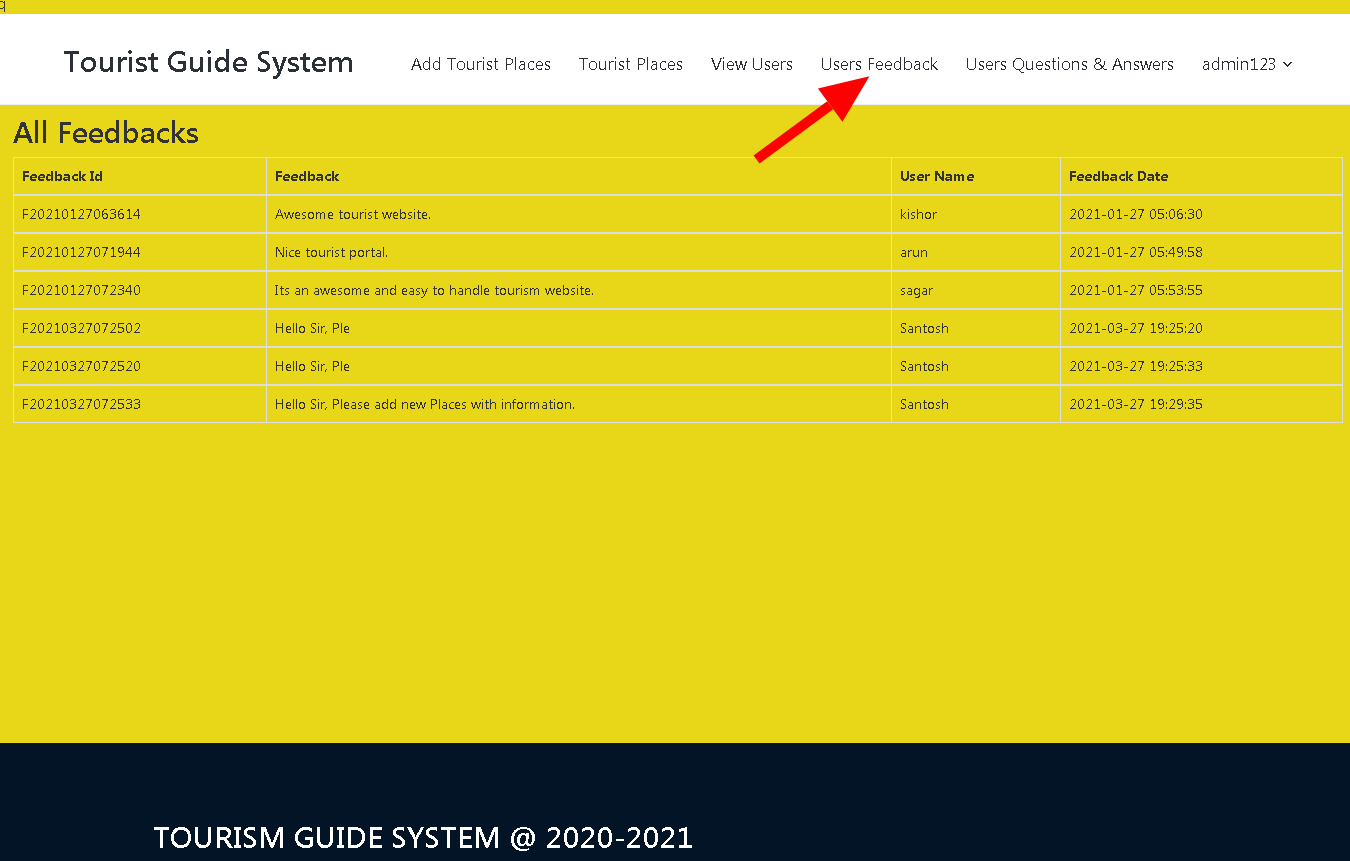 q
Tourist Guide System Add Tourist Places Tourist Places View Users Users Feedback Users Questions & Answers admin123
All Feedbacks
Feedback Id Feedback User Name Feedback Date
F20210127063614 Awesome tourist website. kishor 2021-01-27 05:06:30
F20210127071944 Nice tourist portal. arun 2021-01-27 05:49:58
F20210127072340 Its an awesome and easy to handle tourism website. sagar 2021-01-27 05:53:55
F20210327072502 Hello Sir, Ple Santosh 2021-03-27 19:25:20
F20210327072520 Hello Sir, Ple Santosh 2021-03-27 19:25:33
F20210327072533 Hello Sir, Please add new Places with information. Santosh 2021-03-27 19:29:35
TOURISM GUIDE SYSTEM @ 2020-2021